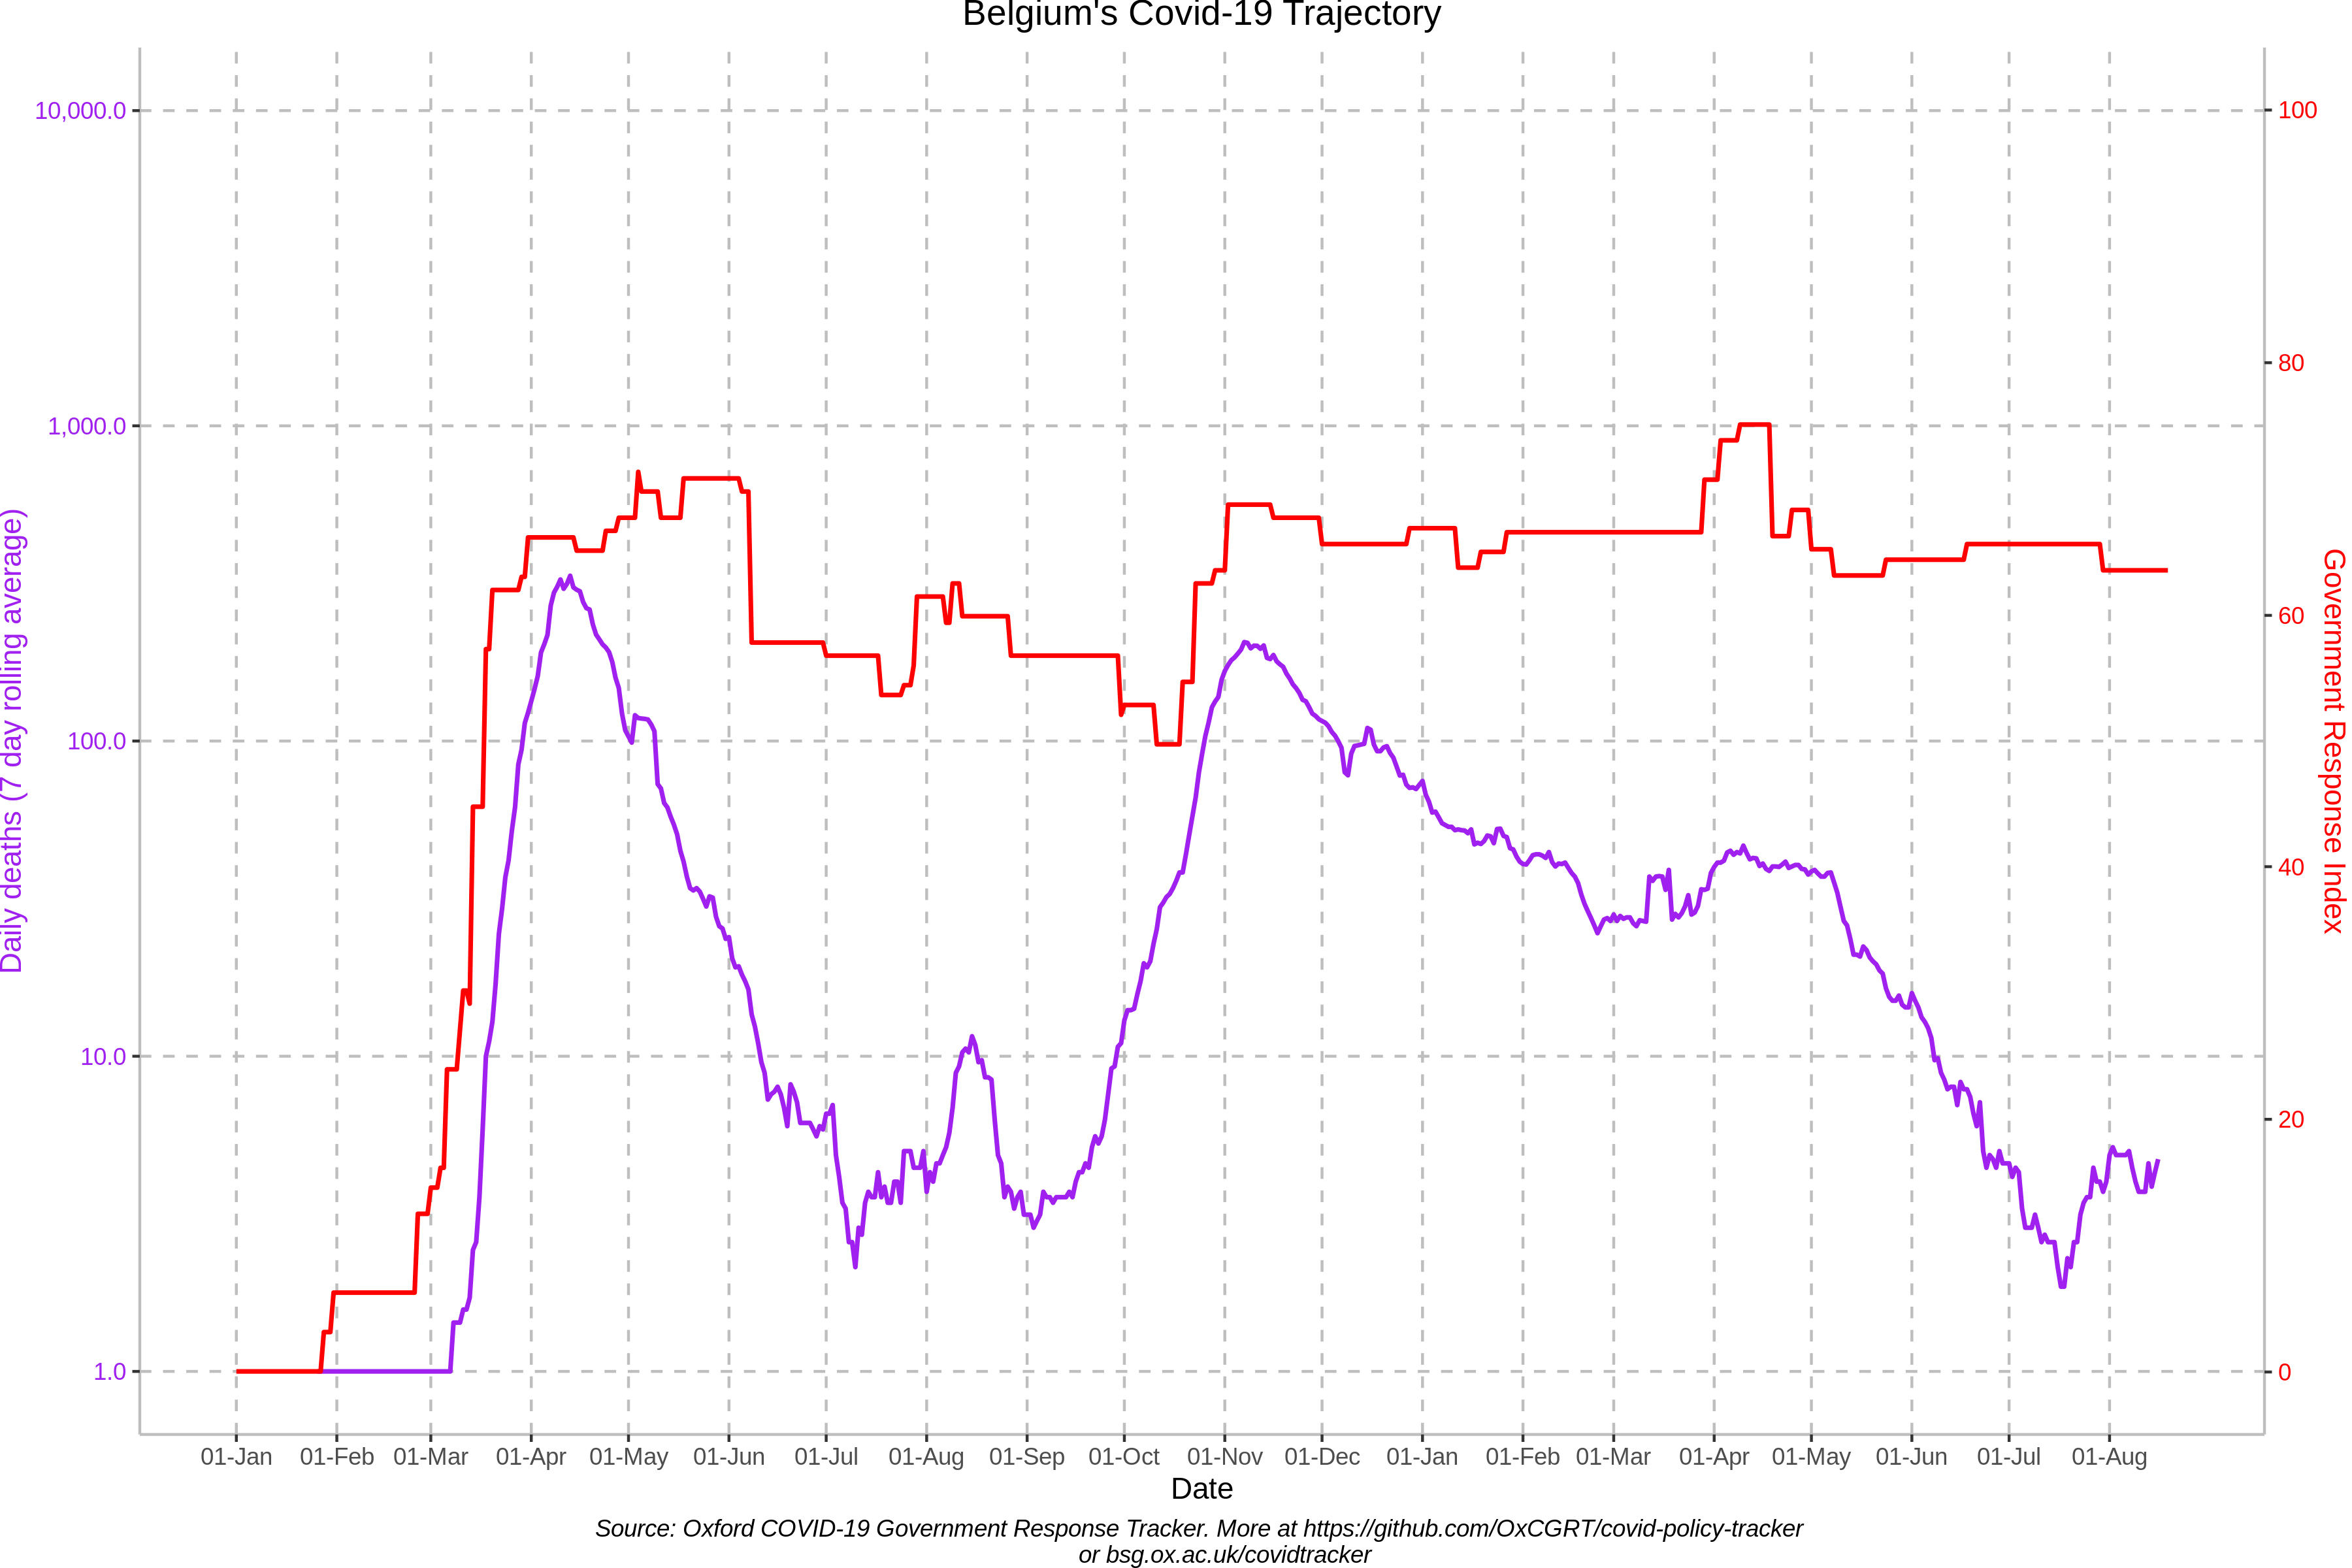 Belgium's Covid-19 Trajectory
10,000.0
1,000.0
100.0
10.0
1.0
Daily deaths (7 day rolling average)
100
80
60
40
20
0
Government Response Index
01-Jan 01-Feb 01-Mar 01-Apr 01-May 01-Jun 01-Jul 01-Aug 01-Sep 01-Oct 01-Nov 01-Dec 01-Jan 01-Feb 01-Mar 01-Apr 01-May 01-Jun 01-Jul 01-Aug
Date
Source: Oxford COVID-19 Government Response Tracker. More at https://github.com/OxCGRT/covid-policy-tracker
or bsg.ox.ac.uk/covidtracker